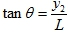 tan θ = y₂/L